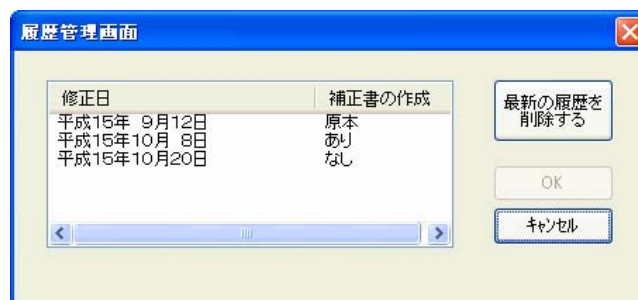 履歴管理画面
修正日 補正書の作成
平成15年 9月12日 原本
平成15年10月 8日 あり
平成15年10月20日 なし
最新の履歴を
削除する
OK
キャンセル